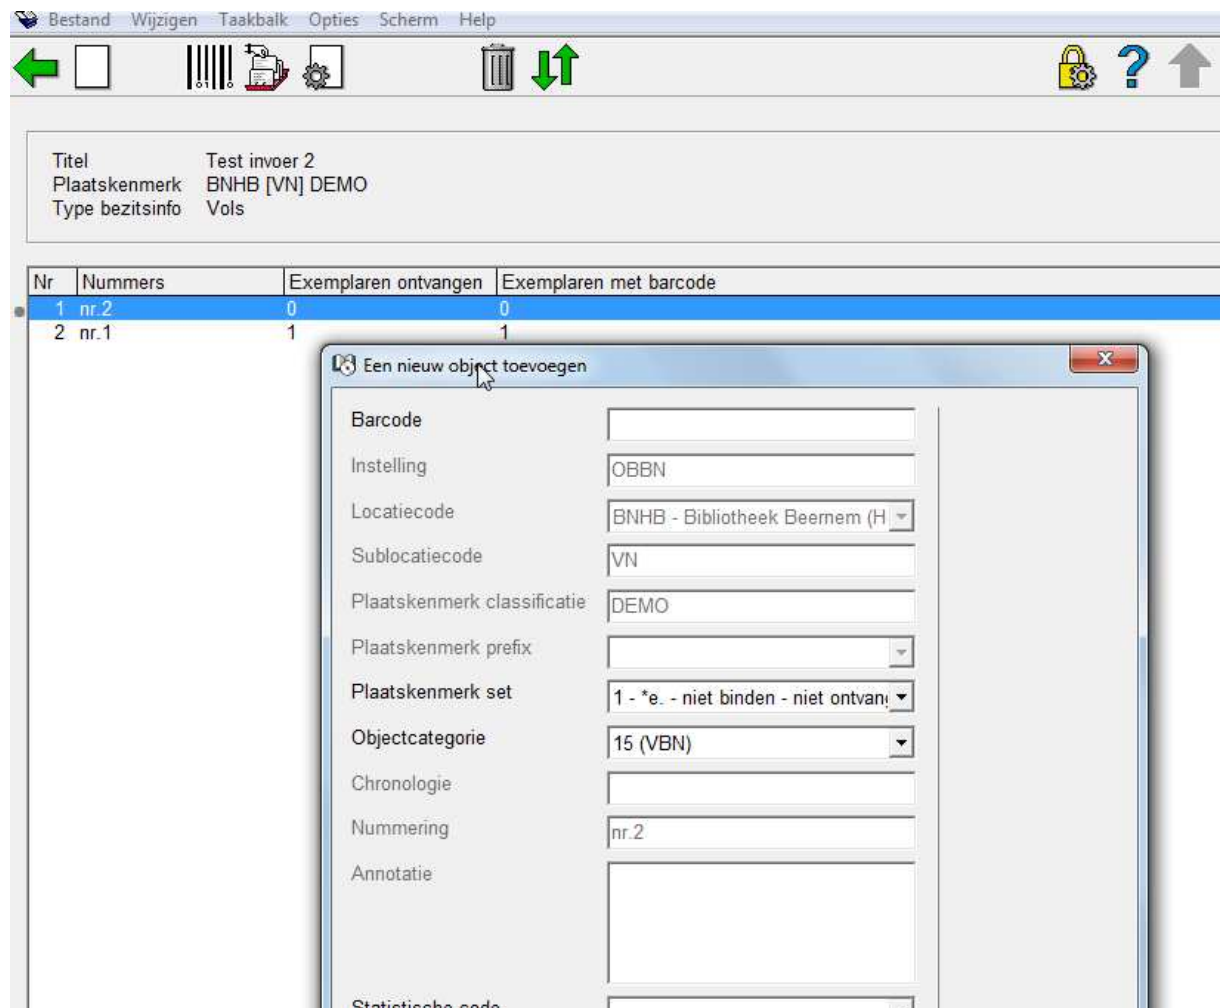 Bestand Wijzigen Taakbalk Opties Scherm Help
Titel Test invoer 2
Plaatskenmerk BNHB [VN] DEMO
Type bezitsinfo Vols
Nr Nummers Exemplaren ontvangen Exemplaren met barcode
1 nr.2 0 0
2 nr.1 1 1
Een nieuw object toevoegen
Barcode
Instelling OBBN
Locatiecode BNHB - Bibliotheek Beernem (H
Sublocatiecode VN
Plaatskenmerk classificatie DEMO
Plaatskenmerk prefix
Plaatskenmerk set 1 - *e. - niet binden - niet ontvan
Objectcategorie 15 (VBN)
Chronologie
Nummering nr.2
Annotatie
Statistische code